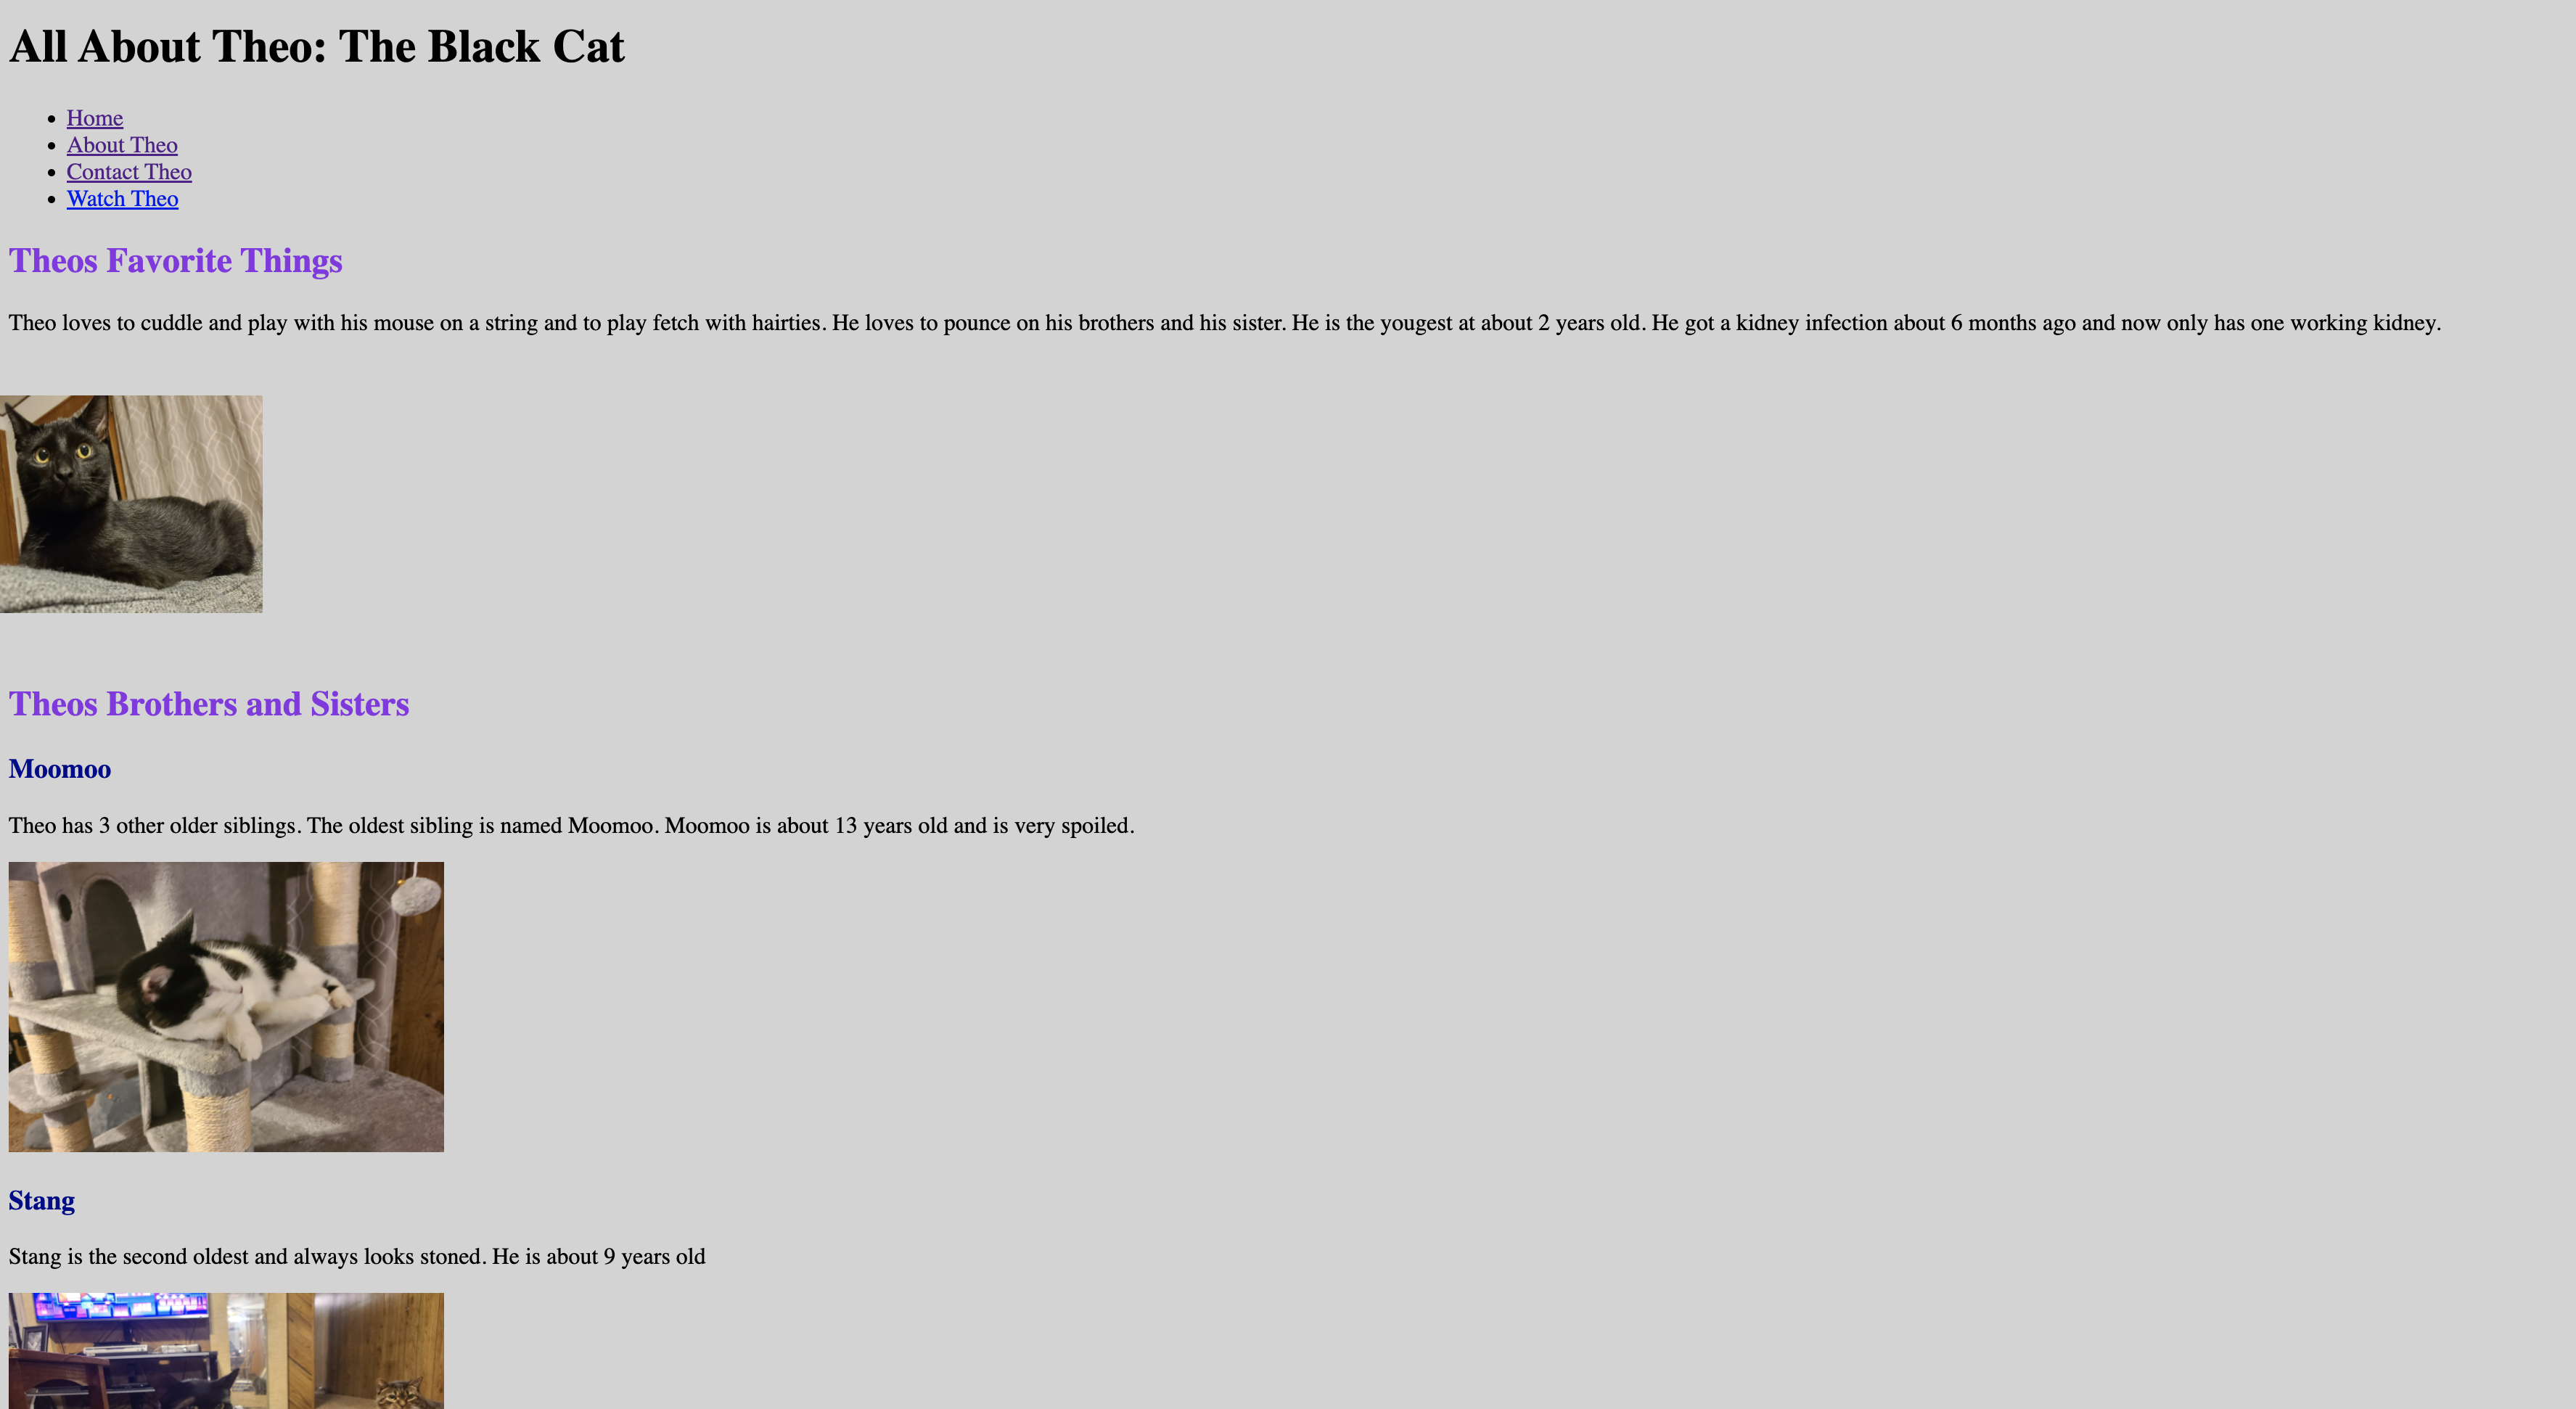 All About Theo: The Black Cat
Home
About Theo
Contact Theo
Watch Theo
Theos Favorite Things
Theo loves to cuddle and play with his mouse on a string and to play fetch with hairties. He loves to pounce on his brothers and his sister. He is the yougest at about 2 years old. He got a kidney infection about 6 months ago and now only has one working kidney.
Theos Brothers and Sisters
Moomoo
Theo has 3 other older siblings. The oldest sibling is named Moomoo. Moomoo is about 13 years old and is very spoiled.
Stang
Stang is the second oldest and always looks stoned. He is about 9 years old